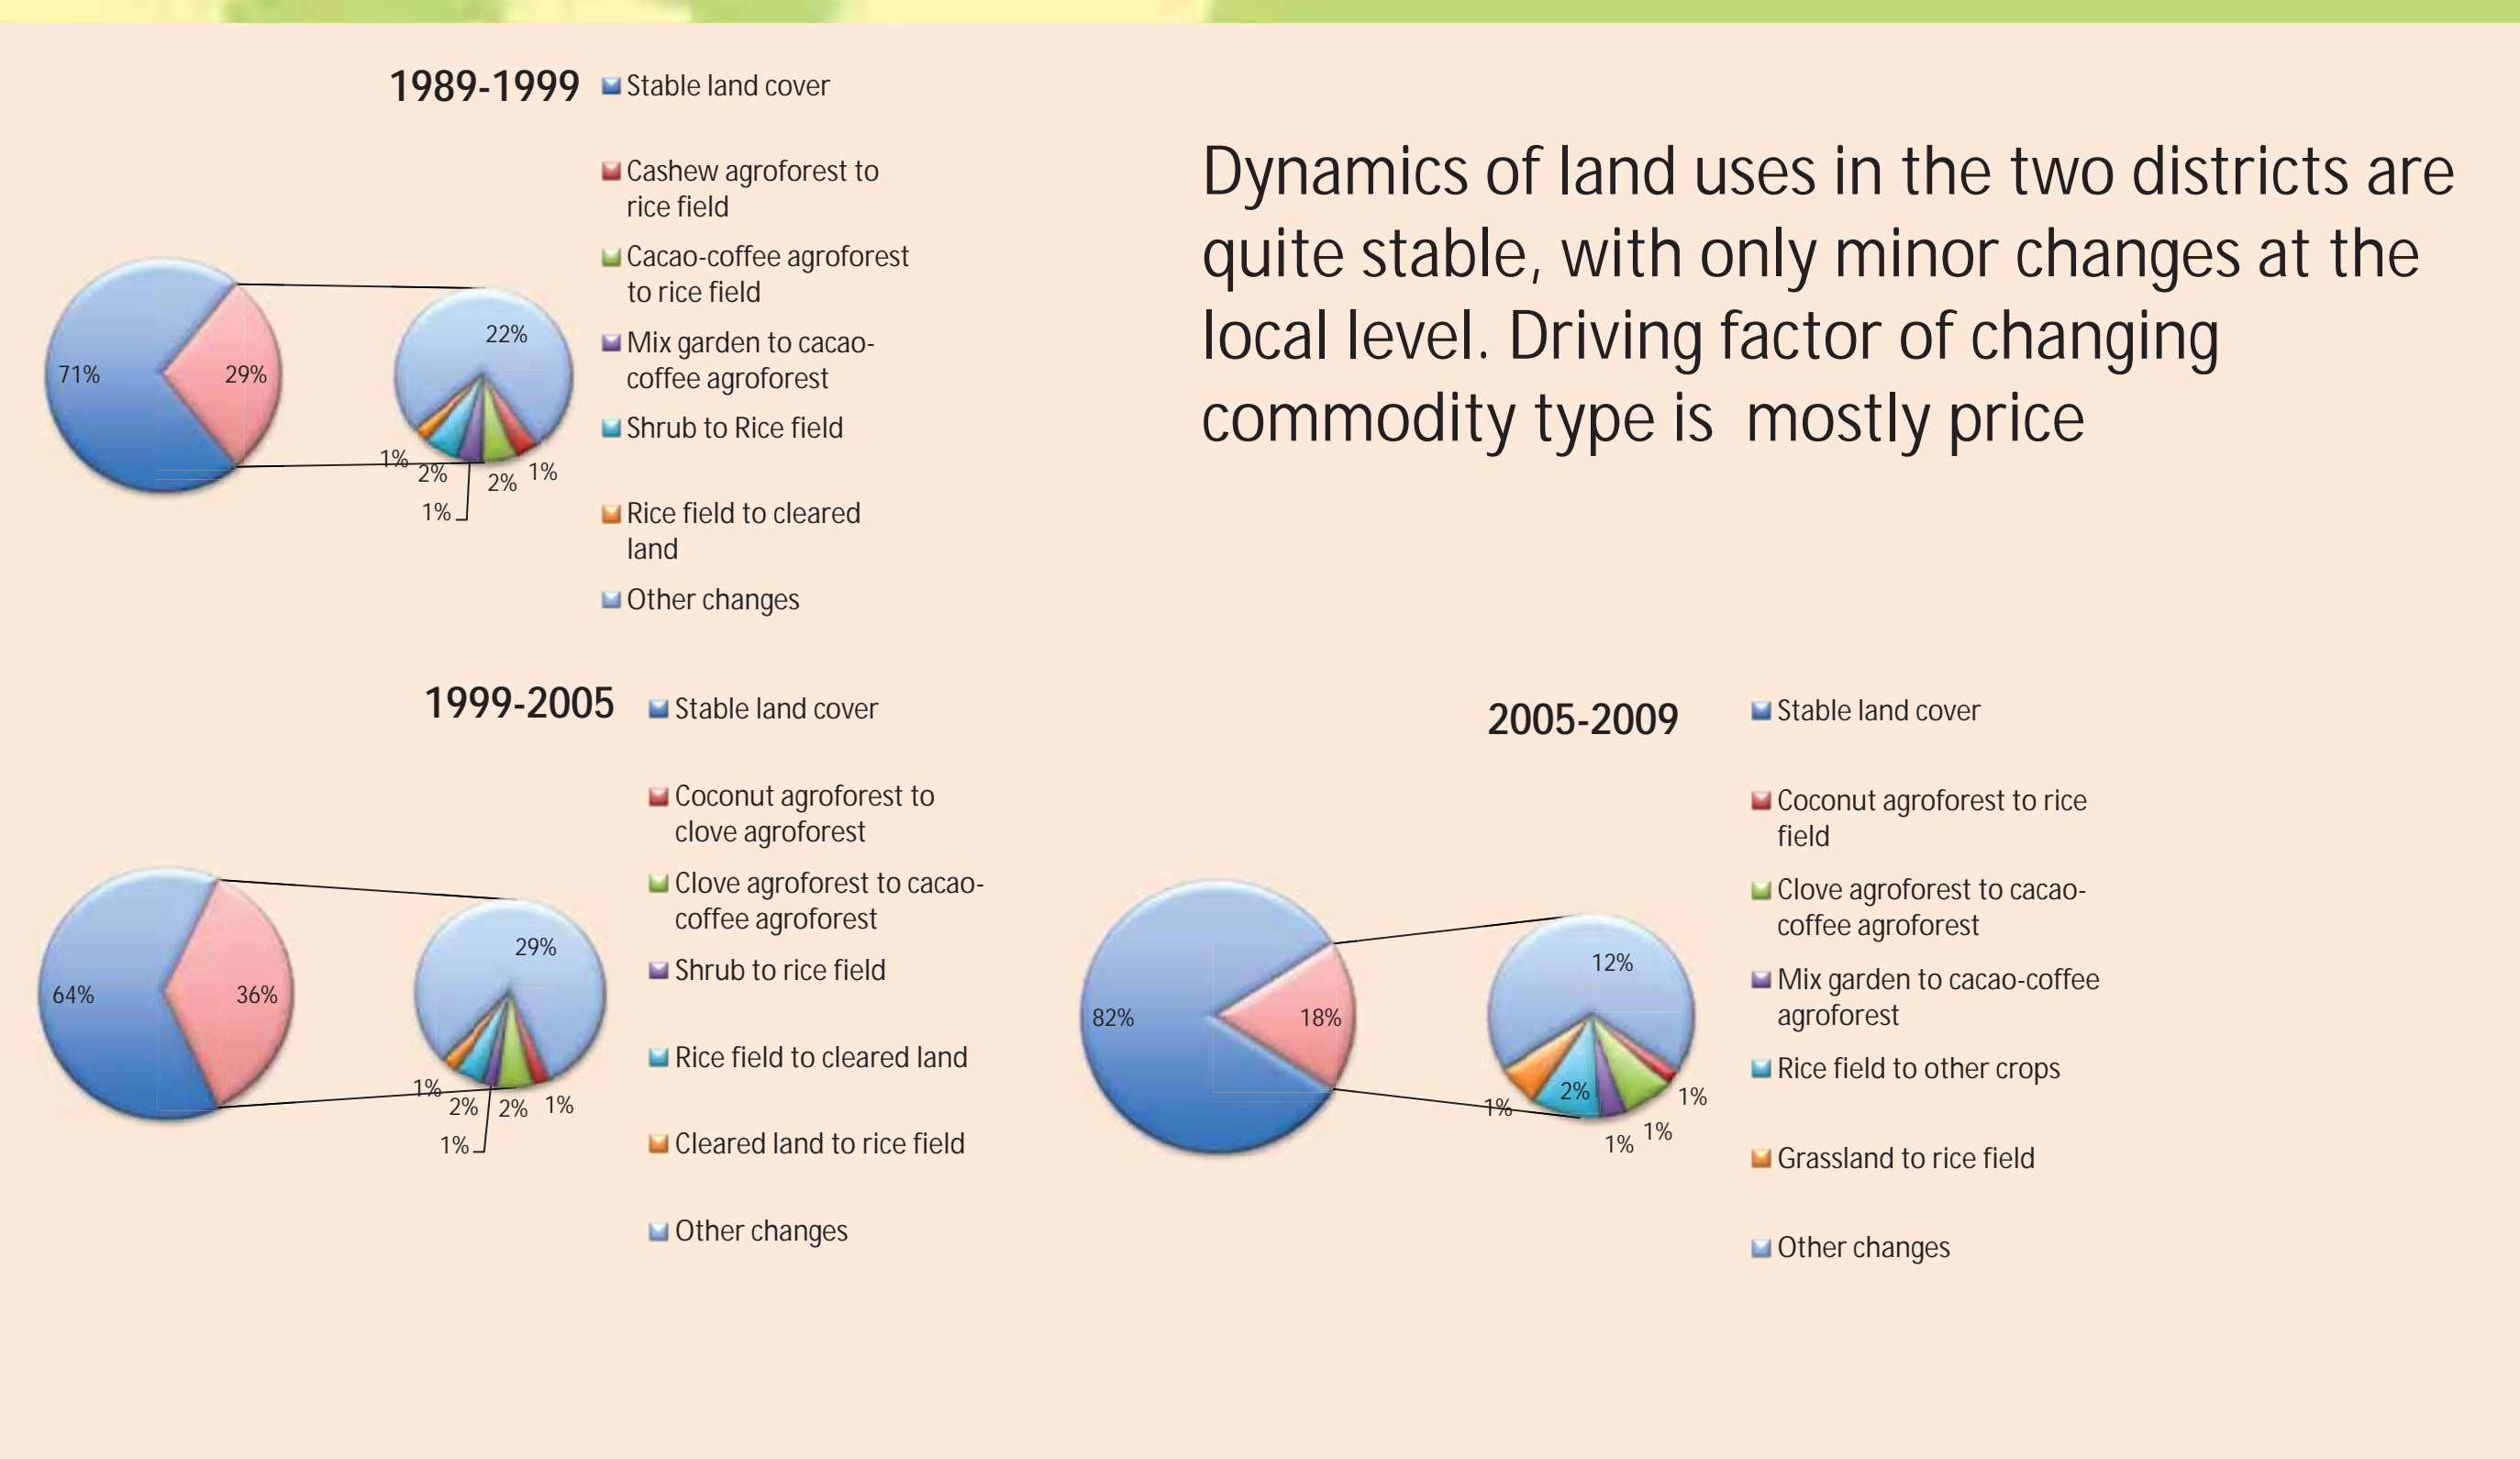 1989-1999
Stable land cover
Cashew agroforest to
rice field
Cacao-coffee agroforest
to rice field
Mix garden to cacao-
coffee agroforest
Shrub to Rice field
Rice field to cleared
land
Other changes
71%
29%
22%
1%
2%
1%
2%
1%
Dynamics of land uses in the two districts are
quite stable, with only minor changes at the
local level. Driving factor of changing
commodity type is  mostly price
1999-2005
Stable land cover
Coconut agroforest to
clove agroforest
Clove agroforest to cacao-
coffee agroforest
Shrub to rice field
Rice field to cleared land
Cleared land to rice field
Other changes
64%
36%
29%
1%
2%
1%
2%
1%
2005-2009
Stable land cover
Coconut agroforest to rice
field
Clove agroforest to cacao-
coffee agroforest
Mix garden to cacao-coffee
agroforest
Rice field to other crops
Grassland to rice field
Other changes
82%
18%
12%
1%
2%
1%
1%
1%